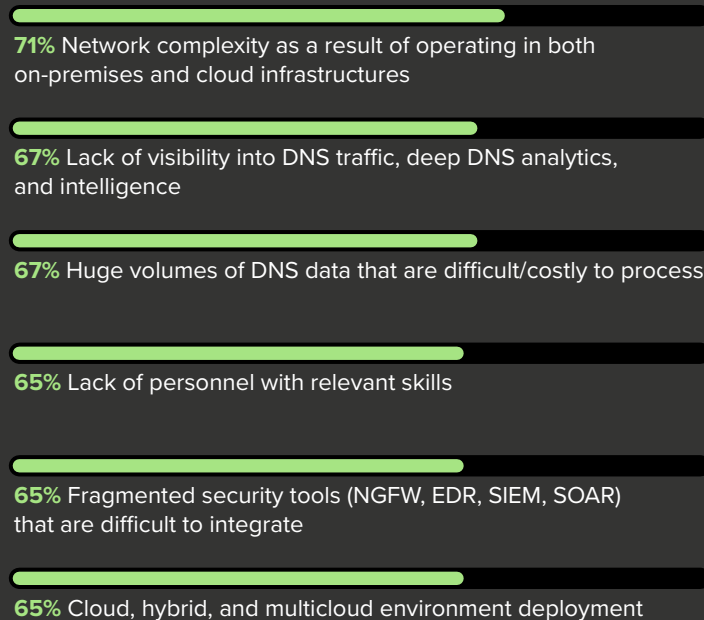 71% Network complexity as a result of operating in both
on-premises and cloud infrastructures
67% Lack of visibility into DNS traffic, deep DNS analytics,
and intelligence
67% Huge volumes of DNS data that are difficult/costly to process
65% Lack of personnel with relevant skills
65% Fragmented security tools (NGFW, EDR, SIEM, SOAR)
that are difficult to integrate
65% Cloud, hybrid, and multicloud environment deployment